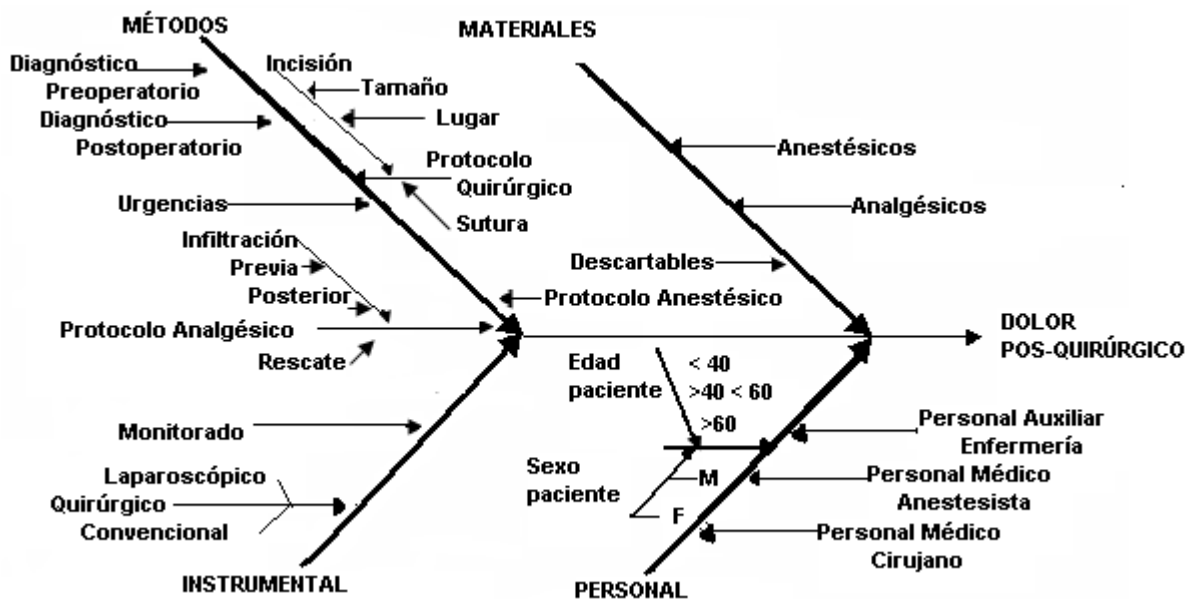 MÉTODOS
MATERIALES
Diagnóstico
Preoperatorio
Diagnóstico
Postoperatorio
Incisión
Tamaño
Lugar
Protocolo
Quirúrgico
Sutura
Urgencias
Infiltración
Previa
Posterior
Protocolo Analgésico
Rescate
Protocolo Anestésico
Anestésicos
Analgésicos
Descartables
DOLOR
POS-QUIRÚRGICO
Edad
paciente
< 40
>40 < 60
>60
Sexo
paciente
M
F
Personal Auxiliar
Enfermería
Personal Médico
Anestesista
Personal Médico
Cirujano
Monitorado
Laparoscópico
Quirúrgico
Convencional
INSTRUMENTAL
PERSONAL